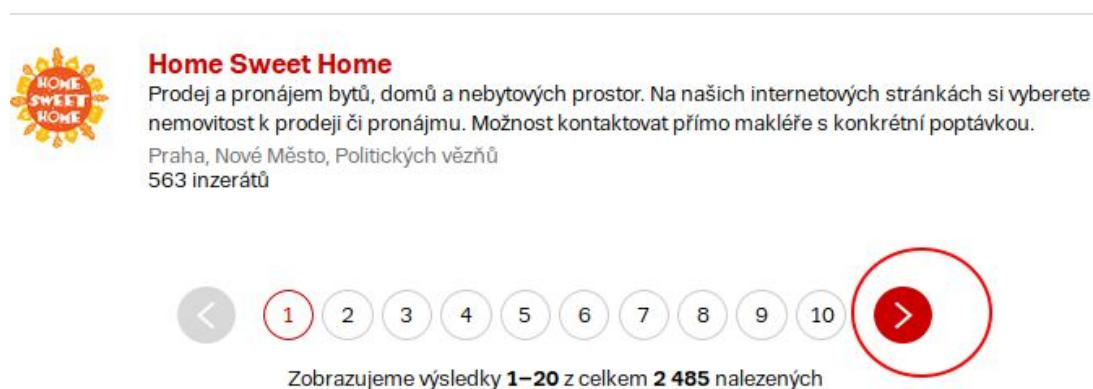 HOME
SWEET
HOME
Home Sweet Home
Prodej a pronájem bytů, domů a nebytových prostor. Na našich internetových stránkách si vyberete
nemovitost k prodeji či pronájmu. Možnost kontaktovat přímo makléře s konkrétní poptávkou.
Praha, Nové Město, Politických vězňů
563 inzerátů
1 2 3 4 5 6 7 8 9 10
Zobrazujeme výsledky 1–20 z celkem 2 485 nalezených